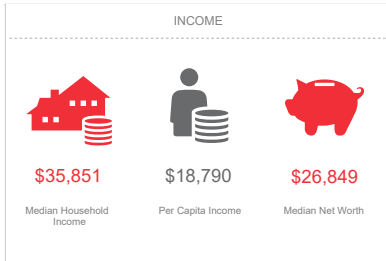 INCOME
$35,851
$18,790
$26,849
Median Household
Income
Per Capita Income
Median Net Worth